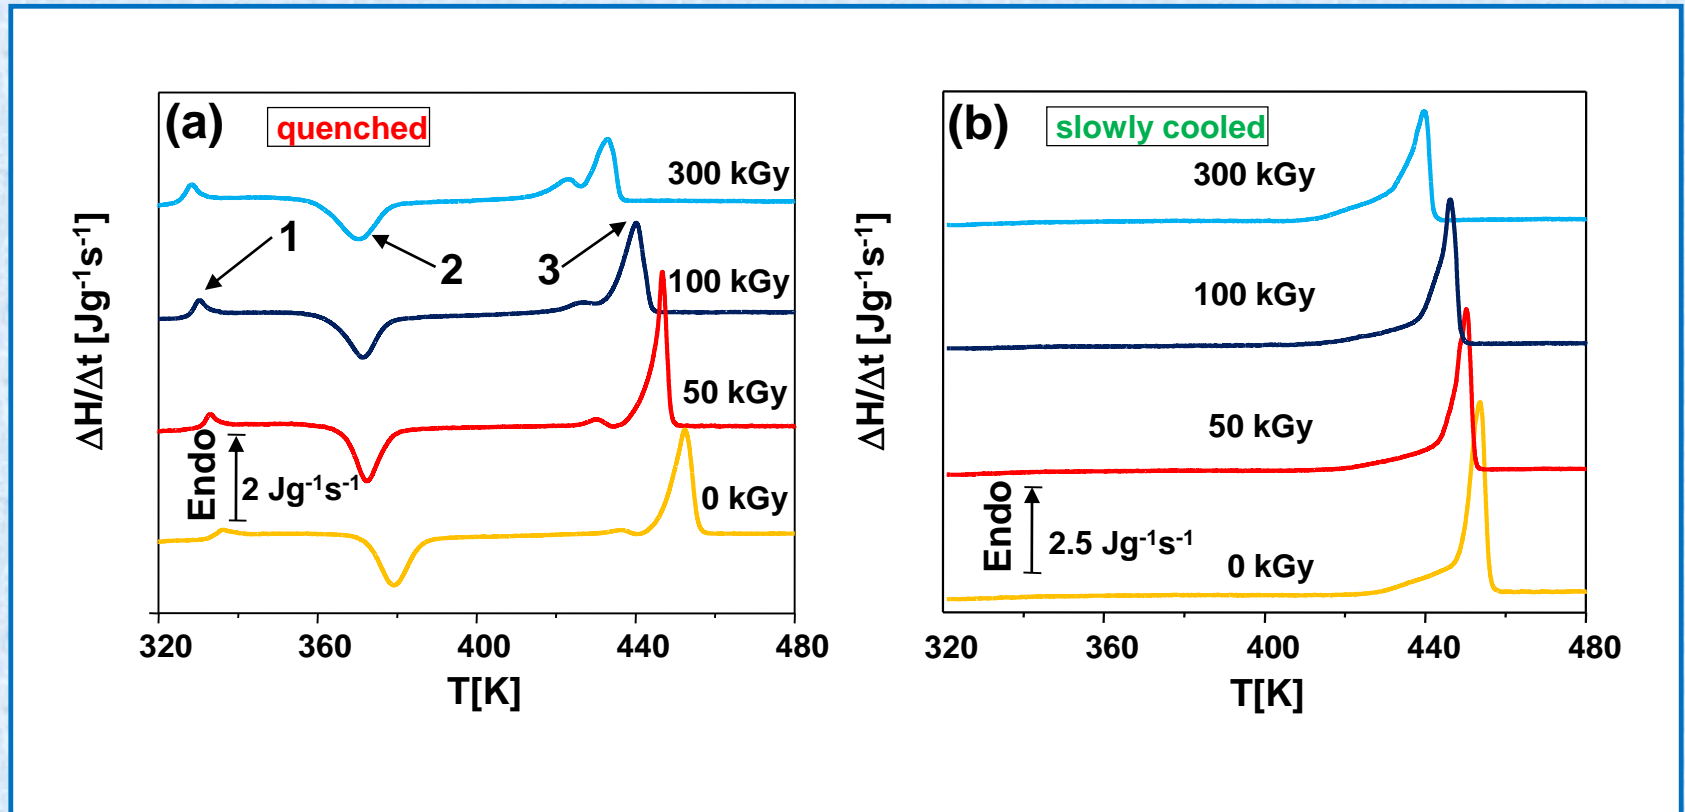 (a)
quenched
300 kGy
1
2
3
100 kGy
50 kGy
Endo
2 Jg⁻¹s⁻¹
0 kGy
ΔH/Δt [Jg⁻¹s⁻¹]
320 360 400 440 480
T[K]
(b)
slowly cooled
300 kGy
100 kGy
50 kGy
Endo
2.5 Jg⁻¹s⁻¹
0 kGy
ΔH/Δt [Jg⁻¹s⁻¹]
320 360 400 440 480
T[K]